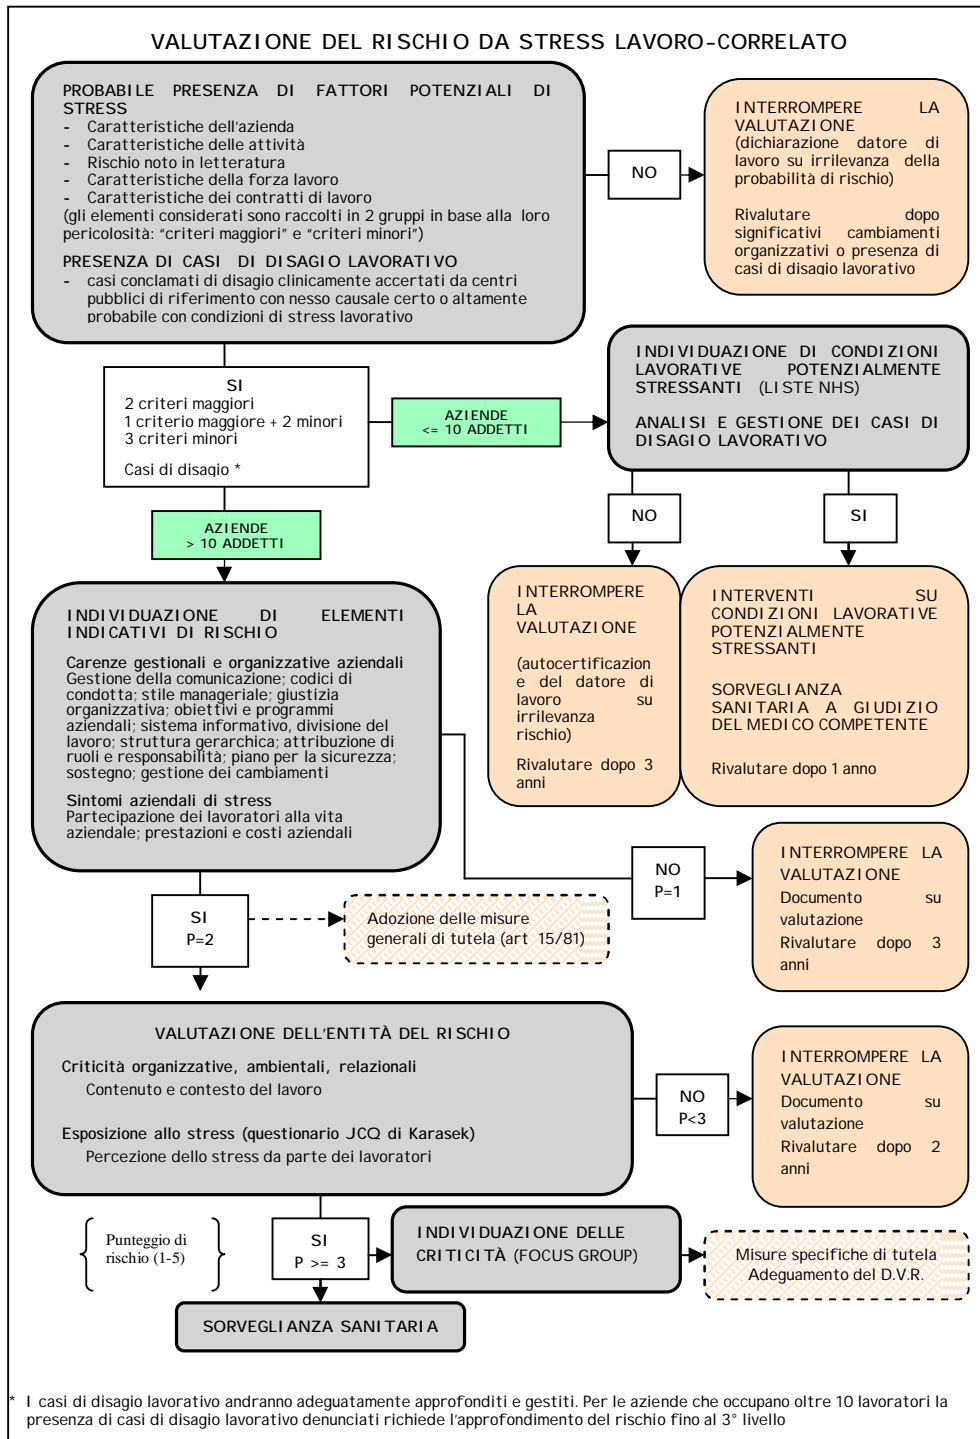 VALUTAZIONE DEL RISCHIO DA STRESS LAVORO-CORRELATO
PROBABILE PRESENZA DI FATTORI POTENZIALI DI
STRESS
- Caratteristiche dell'azienda
- Caratteristiche delle attività
- Rischio noto in letteratura
- Caratteristiche della forza lavoro
- Caratteristiche dei contratti di lavoro
(gli elementi considerati sono raccolti in 2 gruppi in base alla loro
pericolosità: "criteri maggiori" e "criteri minori")
PRESENZA DI CASI DI DISAGIO LAVORATIVO
- casi conclamati di disagio clinicamente accertati da centri
pubblici di riferimento con nesso causale certo o altamente
probabile con condizioni di stress lavorativo
NO
INTERROMPERE LA
VALUTAZIONE
(dichiarazione datore di
lavoro su irrilevanza della
probabilità di rischio)
Rivalutare dopo
significativi cambiamenti
organizzativi o presenza di
casi di disagio lavorativo
SI
2 criteri maggiori
1 criterio maggiore + 2 minori
3 criteri minori
Casi di disagio *
AZIENDE
<= 10 ADDETTI
INDIVIDUAZIONE DI CONDIZIONI
LAVORATIVE POTENZIALMENTE
STRESSANTI (LISTE NHS)
ANALISI E GESTIONE DEI CASI DI
DISAGIO LAVORATIVO
NO
SI
AZIENDE
> 10 ADDETTI
INTERROMPERE
LA
VALUTAZIONE
(autocertificazion
e del datore di
lavoro su
irrilevanza
rischio)
Rivalutare dopo 3
anni
INTERVENTI SU
CONDIZIONI LAVORATIVE
POTENZIALMENTE
STRESSANTI
SORVEGLIANZA
SANITARIA A GIUDIZIO
DEL MEDICO COMPETENTE
Rivalutare dopo 1 anno
INDIVIDUAZIONE DI ELEMENTI
INDICATIVI DI RISCHIO
Carenze gestionali e organizzative aziendali
Gestione della comunicazione; codici di
condotta; stile manageriale; giustizia
organizzativa; obiettivi e programmi
aziendali; sistema informativo, divisione del
lavoro; struttura gerarchica; attribuzione di
ruoli e responsabilità; piano per la sicurezza;
sostegno; gestione dei cambiamenti
Sintomi aziendali di stress
Partecipazione dei lavoratori alla vita
aziendale; prestazioni e costi aziendali
NO
P=1
INTERROMPERE LA
VALUTAZIONE
Documento su
valutazione
Rivalutare dopo 3
anni
SI
P=2
Adozione delle misure
generali di tutela (art 15/81)
VALUTAZIONE DELL'ENTITÀ DEL RISCHIO
Criticità organizzative, ambientali, relazionali
Contenuto e contesto del lavoro
Esposizione allo stress (questionario JCQ di Karasek)
Percezione dello stress da parte dei lavoratori
NO
P<3
INTERROMPERE LA
VALUTAZIONE
Documento su
valutazione
Rivalutare dopo 2
anni
Punteggio di
rischio (1-5)
SI
P >= 3
INDIVIDUAZIONE DELLE
CRITICITÀ (FOCUS GROUP)
Misure specifiche di tutela
Adeguamento del D.V.R.
SORVEGLIANZA SANITARIA
* I casi di disagio lavorativo andranno adeguatamente approfonditi e gestiti. Per le aziende che occupano oltre 10 lavoratori la
presenza di casi di disagio lavorativo denunciati richiede l'approfondimento del rischio fino al 3° livello